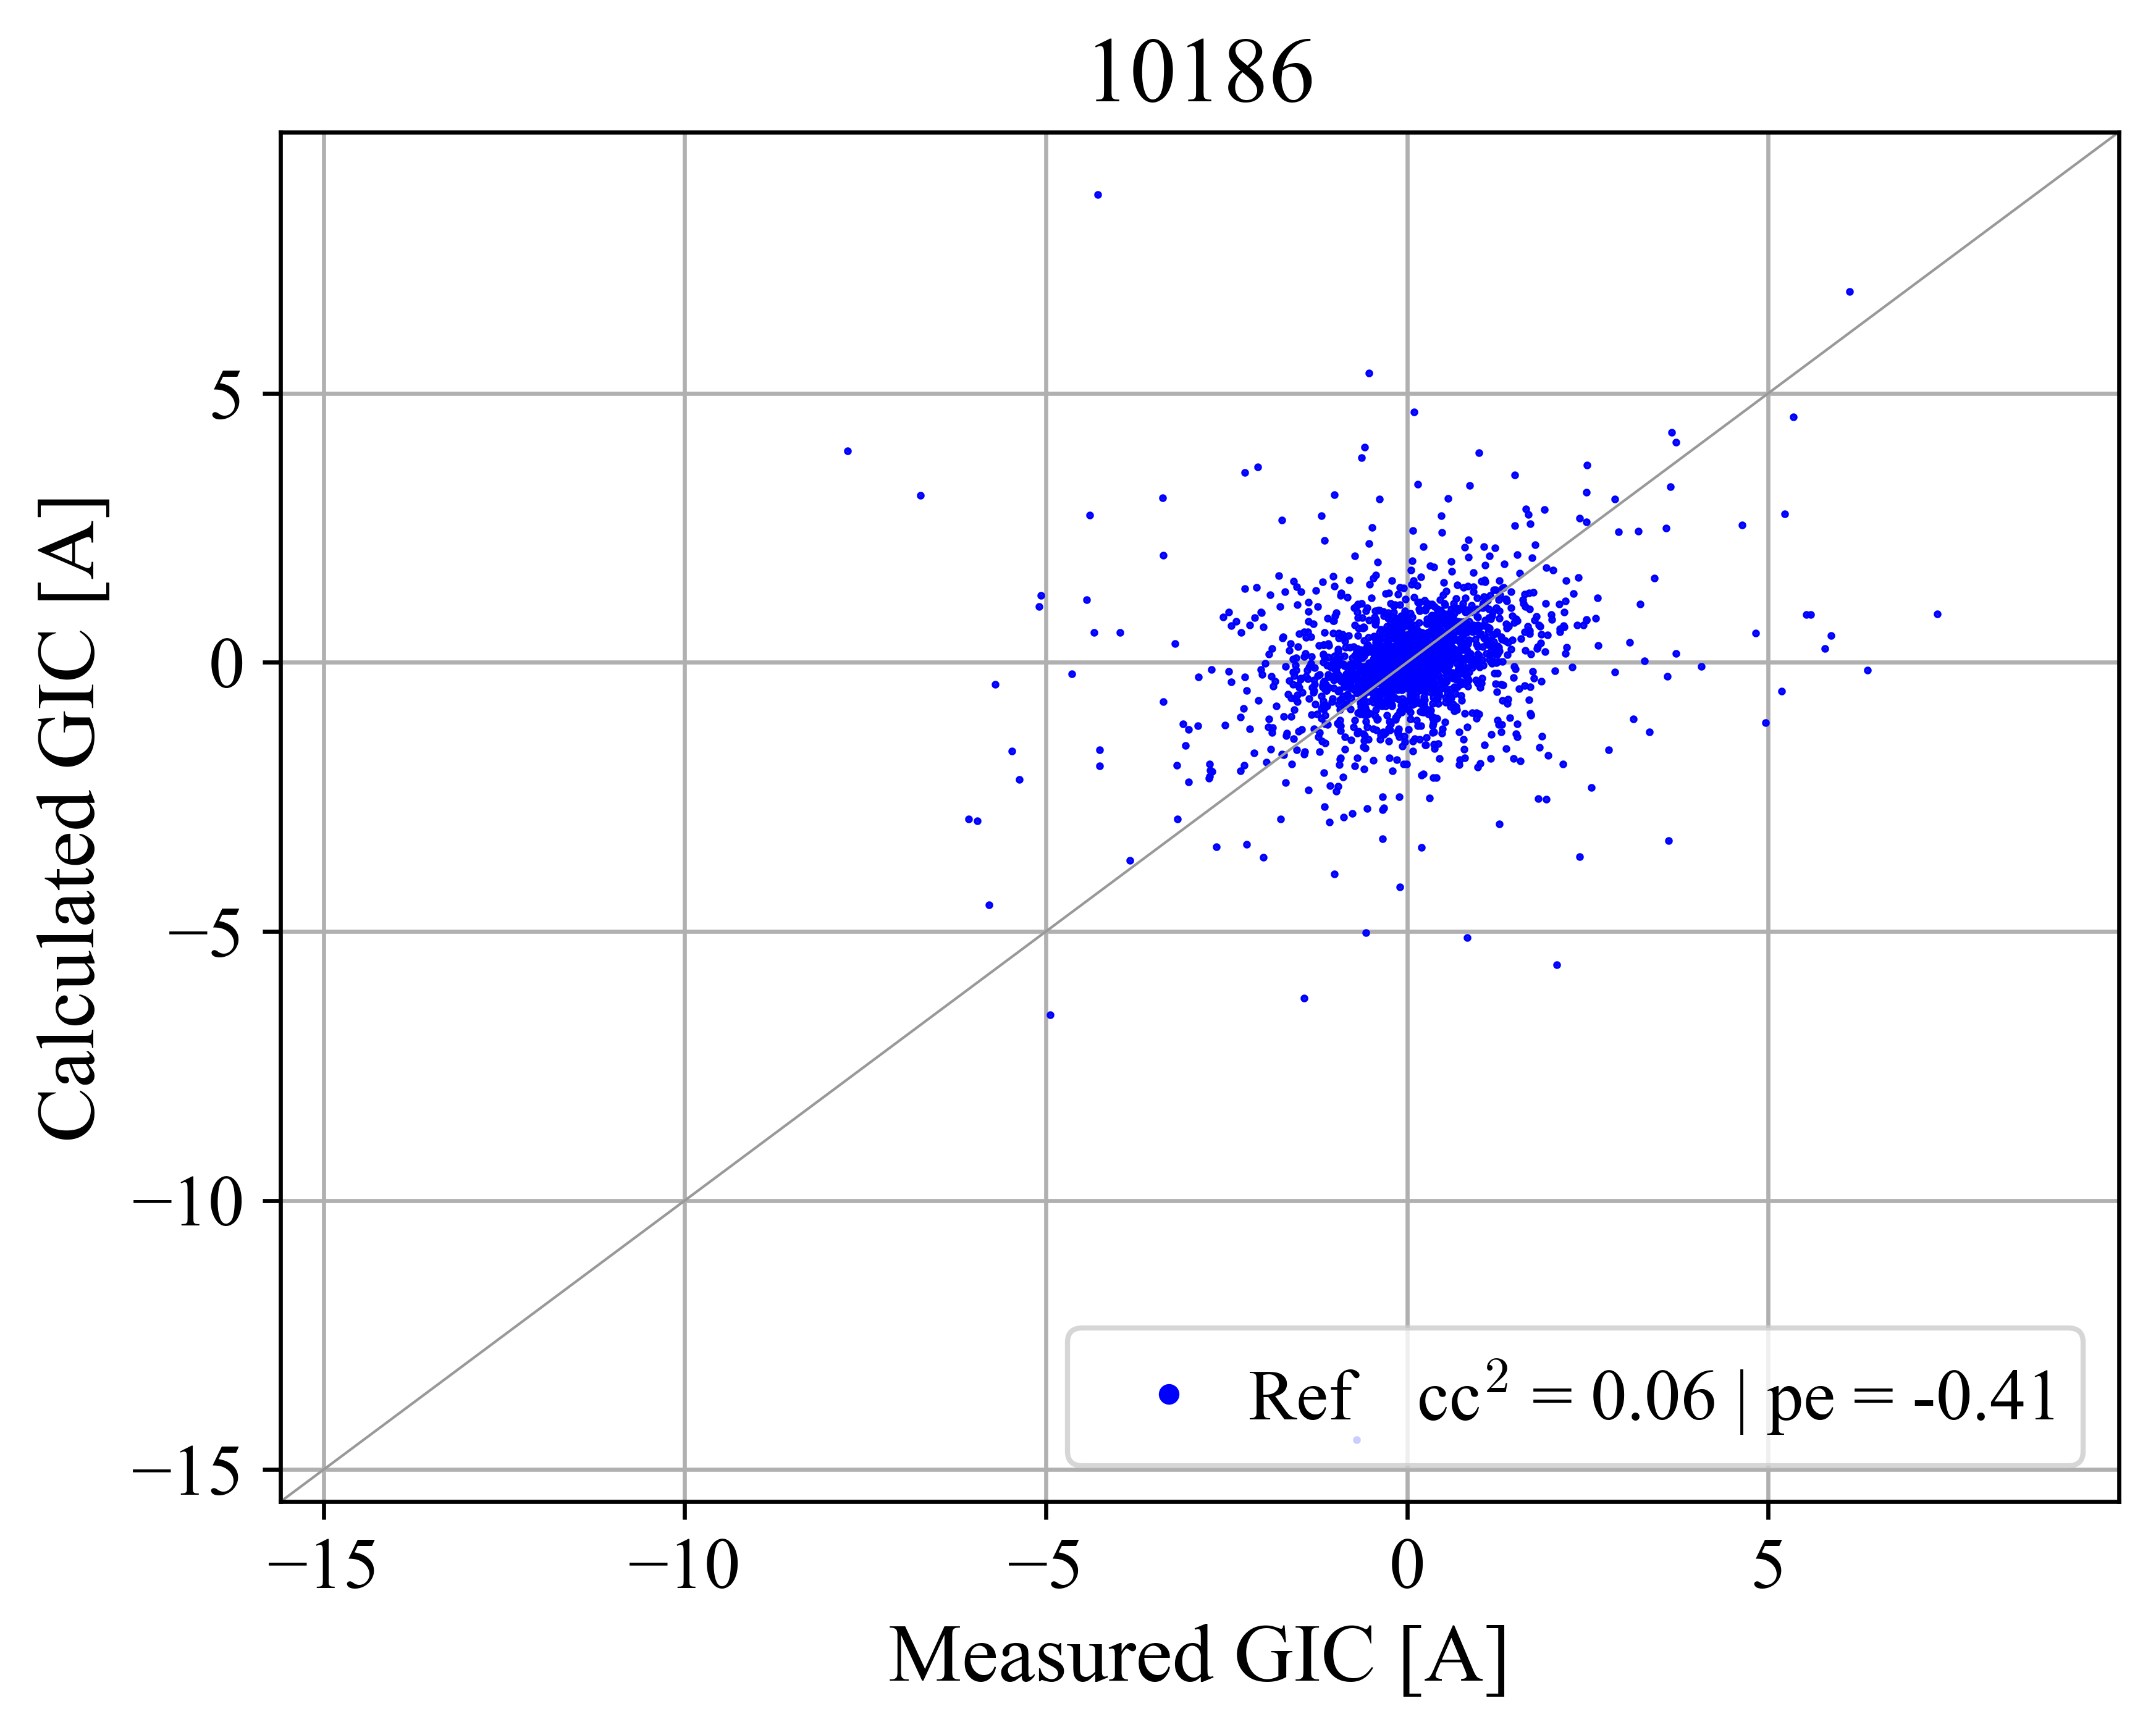 10186
Calculated GIC [A]
5
0
−5
−10
−15
Ref cc² = 0.06 | pe = -0.41
−15 −10 −5 0 5
Measured GIC [A]